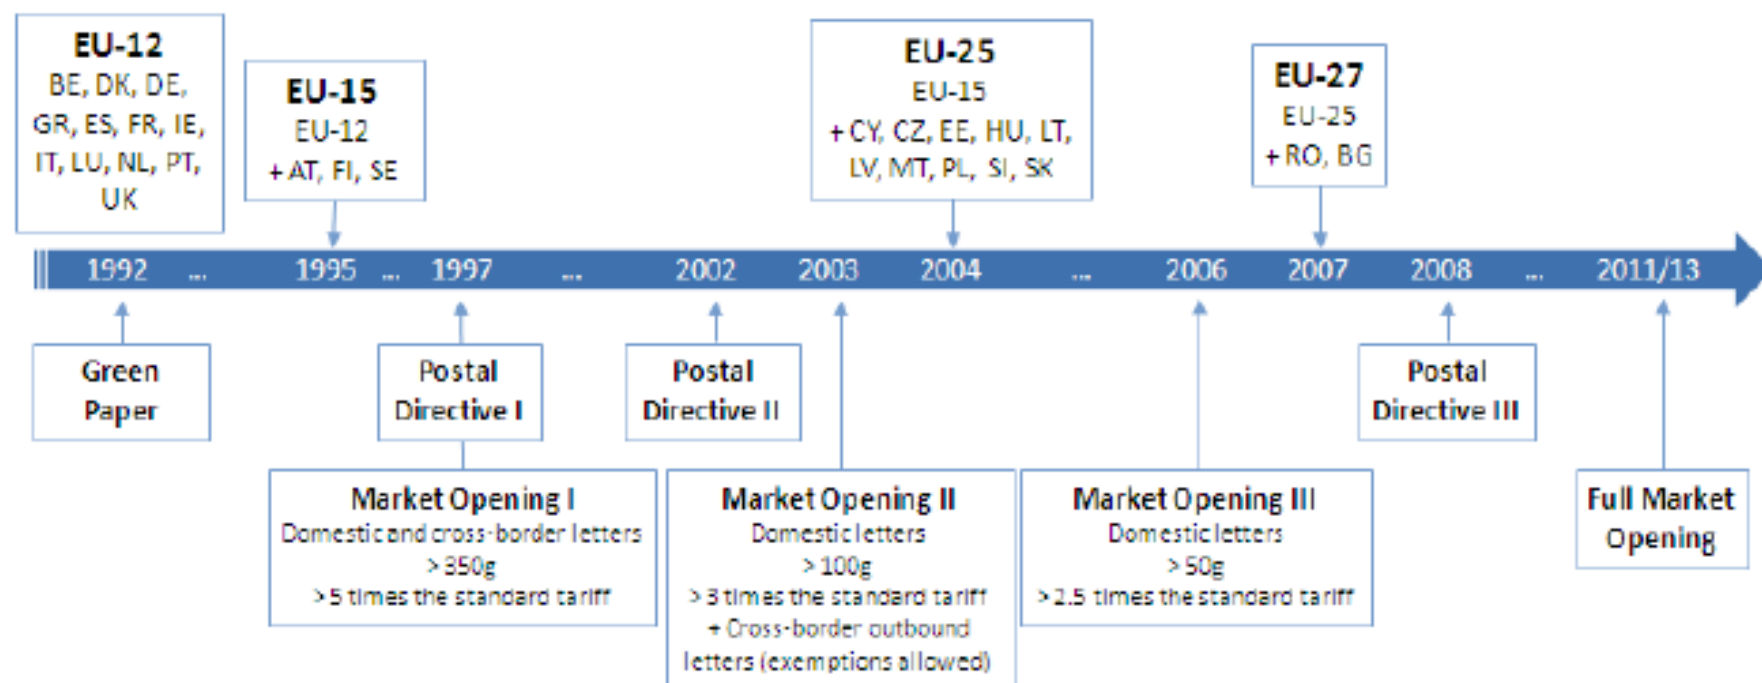 EU-12
BE, DK, DE,
GR, ES, FR, IE,
IT, LU, NL, PT,
UK
EU-15
EU-12
+ AT, FI, SE
EU-25
EU-15
+ CY, CZ, EE, HU, LT,
LV, MT, PL, SI, SK
EU-27
EU-25
+ RO, BG
1992 ... 1995 ... 1997 ... 2002 2003 2004 ... 2006 2007 2008 ... 2011/13
Green
Paper
Postal
Directive I
Postal
Directive II
Postal
Directive III
Market Opening I
Domestic and cross-border letters
> 350g
> 5 times the standard tariff
Market Opening II
Domestic letters
> 100g
> 3 times the standard tariff
+ Cross-border outbound
letters (exemptions allowed)
Market Opening III
Domestic letters
> 50g
> 2.5 times the standard tariff
Full Market
Opening